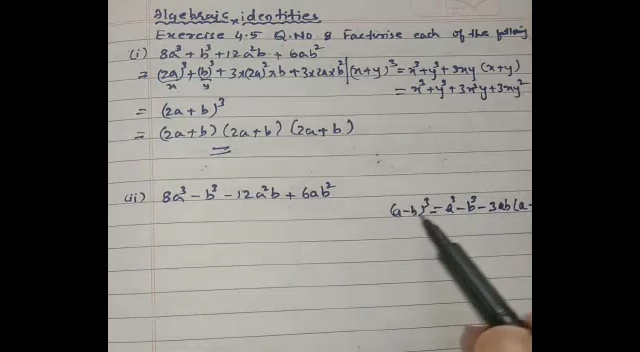 Algebraic identities
Exercise 4.5 Q.No 8 Factorise each of the following
(i) 8a³ + b³ + 12a²b + 6ab²
= (2a)³ + (b)³ + 3×(2a)²×b + 3×2a×b² | (x+y)³ = x³+y³+3xy(x+y)
x y = x³+y³+3x²y+3xy²
= (2a+b)³
= (2a+b)(2a+b)(2a+b)
(ii) 8a³ − b³ − 12a²b + 6ab²
(a−b)³ = a³−b³−3ab(a−